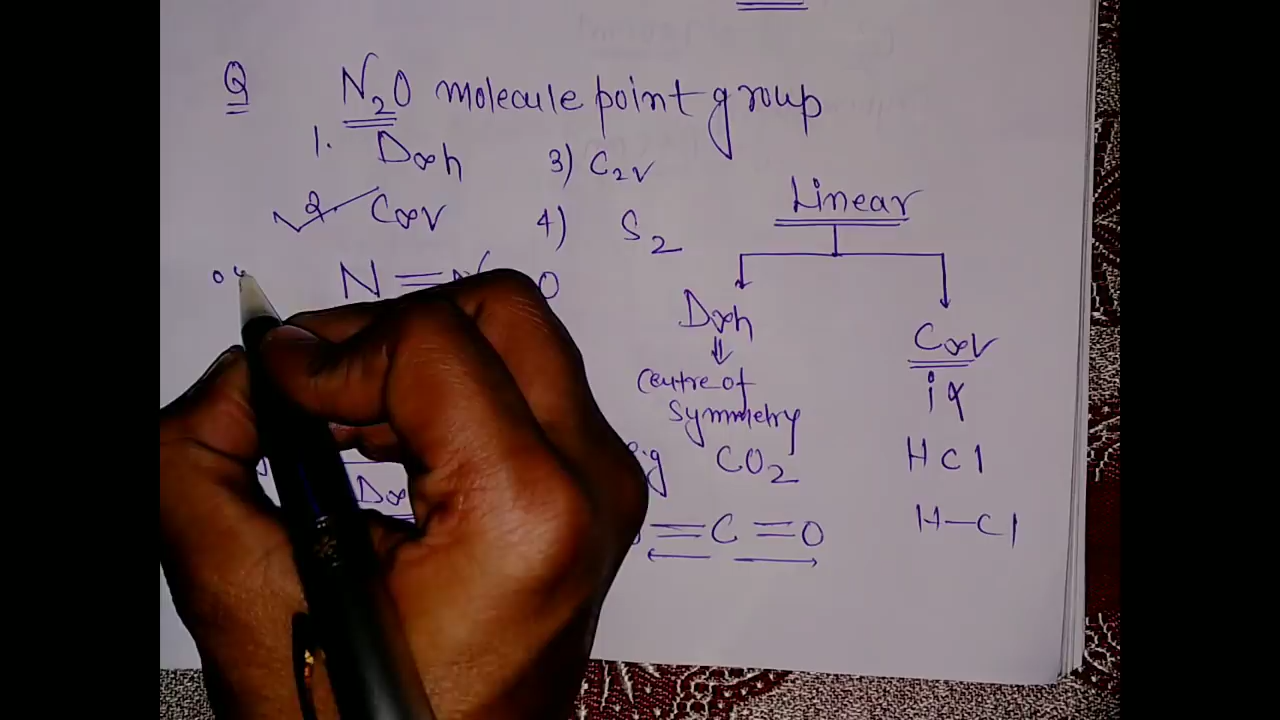 Q N₂O molecule point group
1. D∞h 3) C₂v
2 C∞v 4) S₂
N=N O
Linear
D∞h
Centre of
Symmetry
CO₂
=C=O
C∞v
HCl
H-Cl
D∞